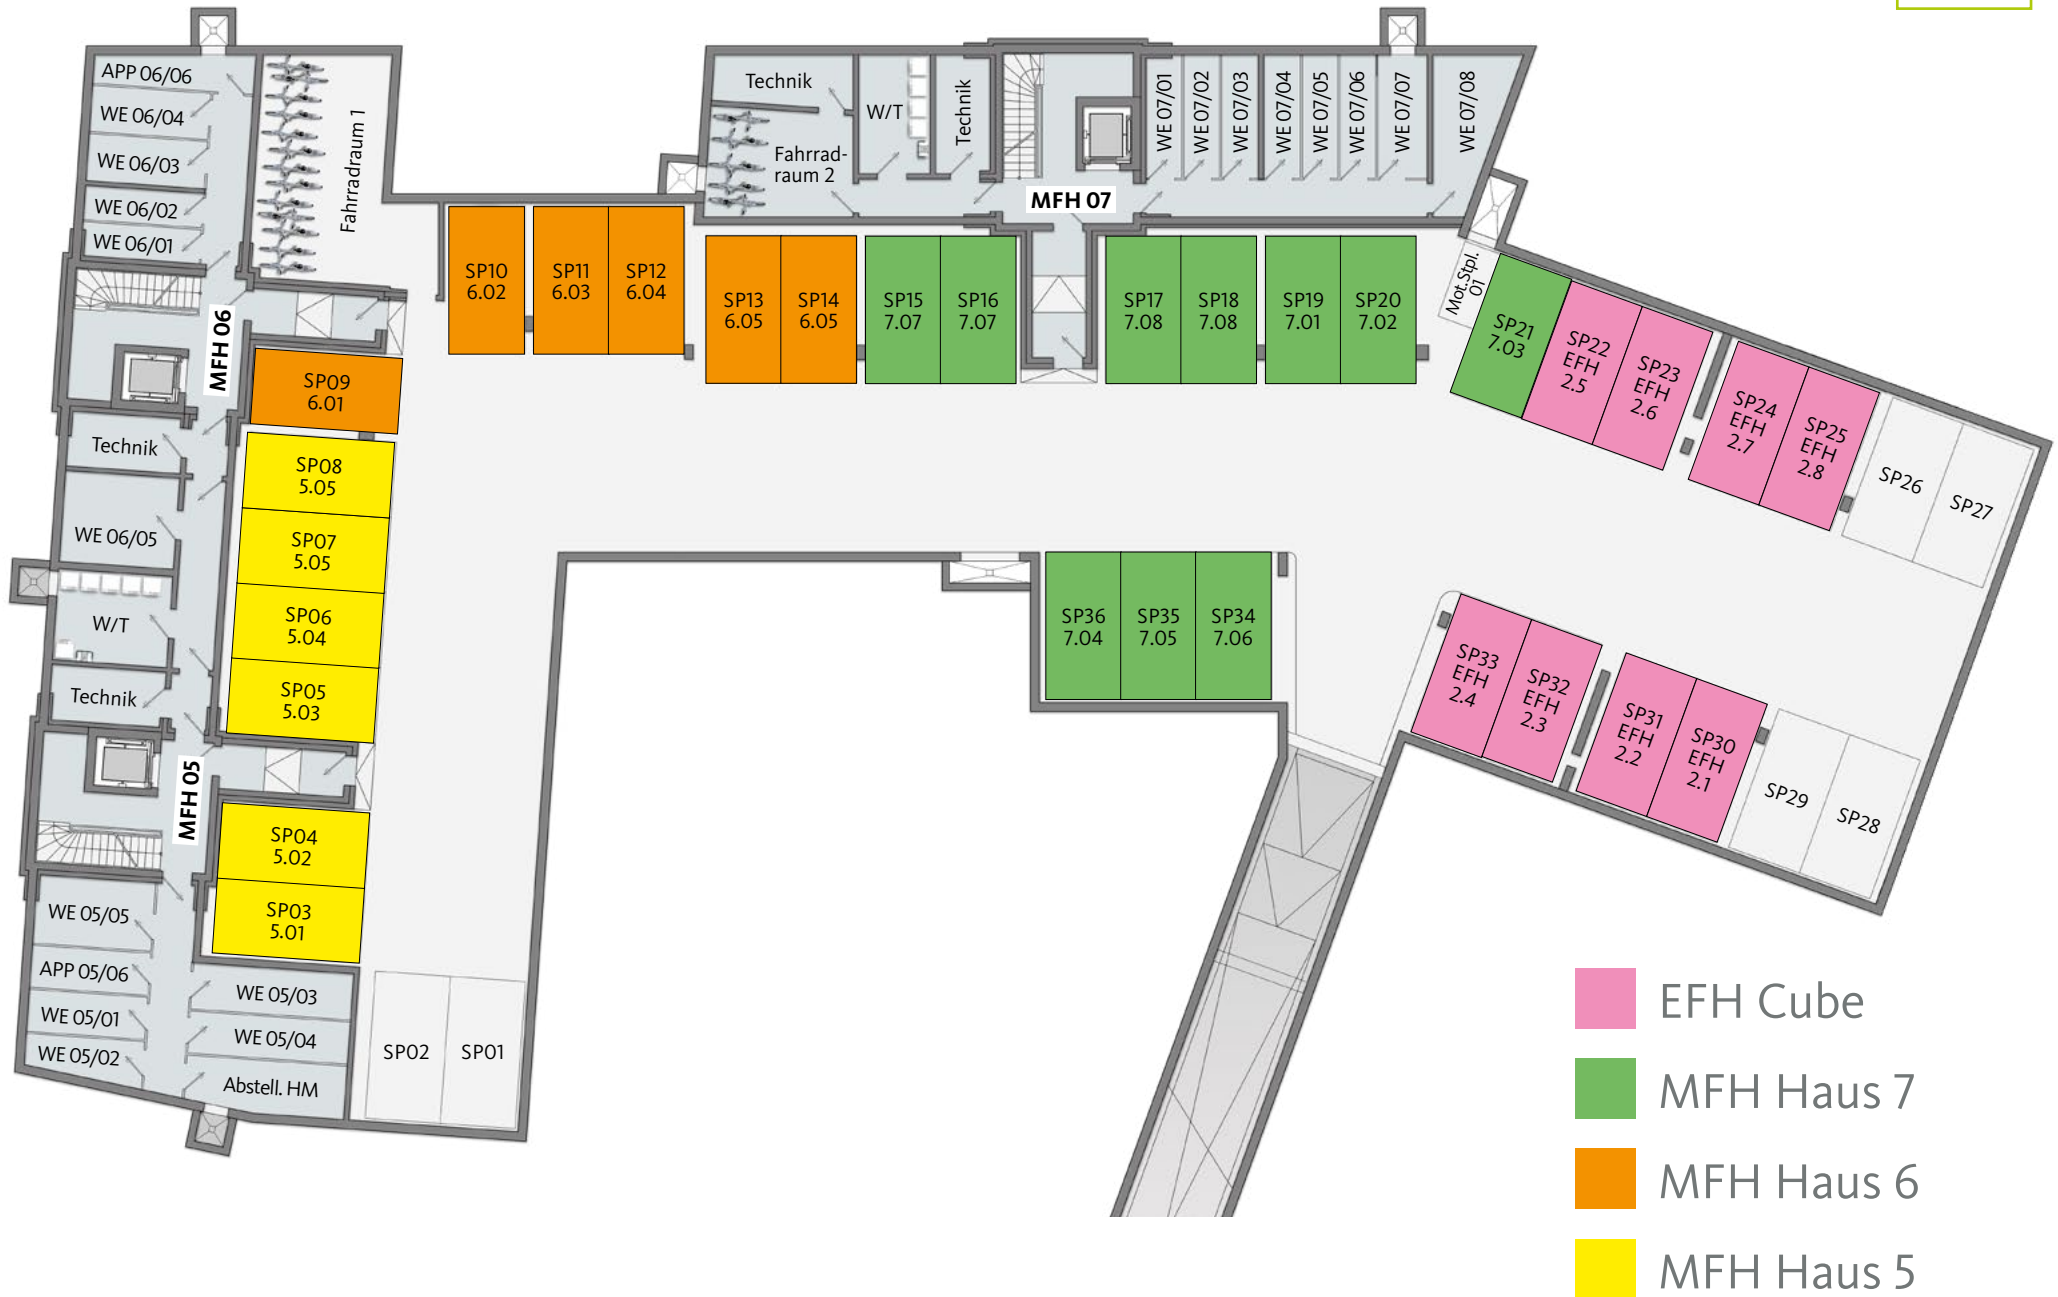 APP 06/06
WE 06/04
WE 06/03
WE 06/02
WE 06/01
Fahrradraum 1
MFH 06
Technik
WE 06/05
W/T
Technik
MFH 05
WE 05/05
APP 05/06
WE 05/01
WE 05/02
WE 05/03
WE 05/04
Abstell. HM
Technik
Fahrrad-
raum 2
W/T
Technik
MFH 07
WE 07/01
WE 07/02
WE 07/03
WE 07/04
WE 07/05
WE 07/06
WE 07/07
WE 07/08
SP10
6.02
SP11
6.03
SP12
6.04
SP13
6.05
SP14
6.05
SP15
7.07
SP16
7.07
SP17
7.08
SP18
7.08
SP19
7.01
SP20
7.02
Mot.Stpl.
01
SP21
7.03
SP22
EFH
2.5
SP23
EFH
2.6
SP24
EFH
2.7
SP25
EFH
2.8
SP26
SP27
SP09
6.01
SP08
5.05
SP07
5.05
SP06
5.04
SP05
5.03
SP04
5.02
SP03
5.01
SP02
SP01
SP36
7.04
SP35
7.05
SP34
7.06
SP33
EFH
2.4
SP32
EFH
2.3
SP31
EFH
2.2
SP30
EFH
2.1
SP29
SP28
EFH Cube
MFH Haus 7
MFH Haus 6
MFH Haus 5